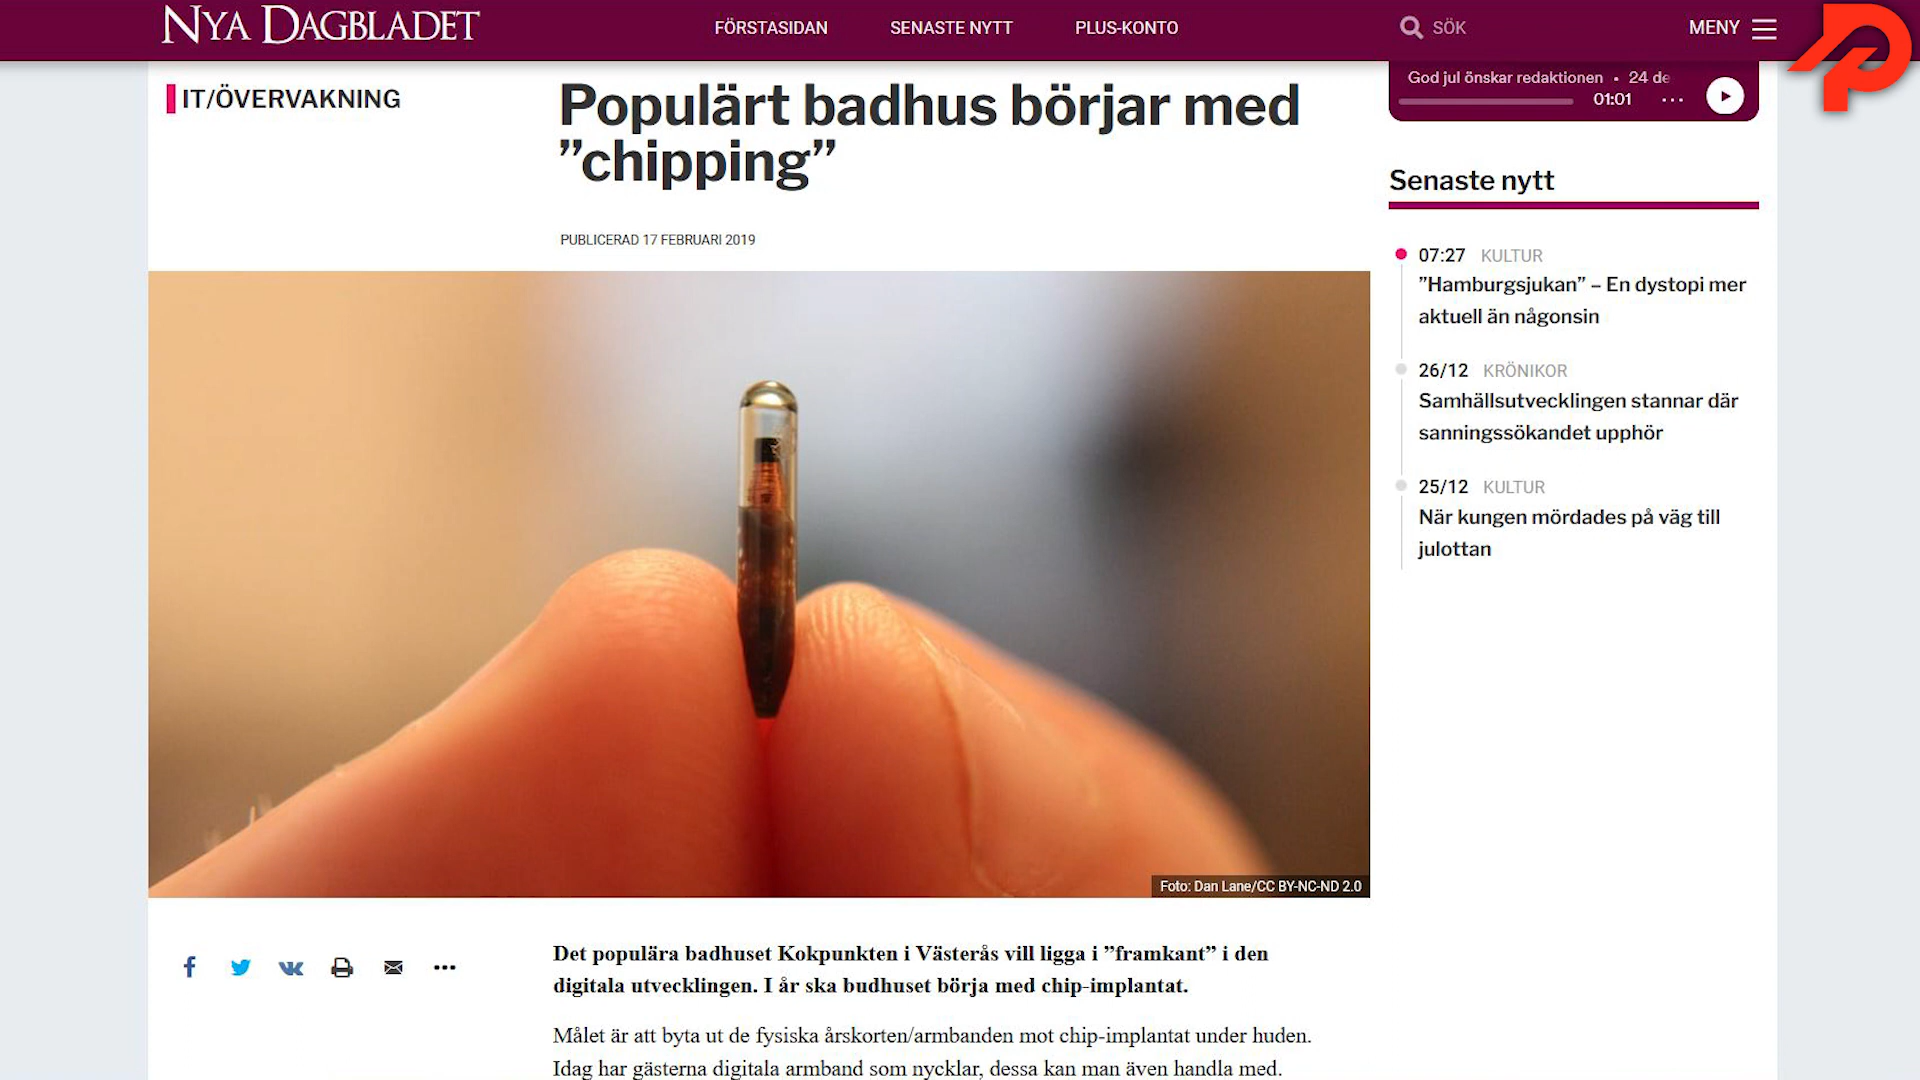 NYA DAGBLADET
FÖRSTASIDAN
SENASTE NYTT
PLUS-KONTO
SÖK
MENY
IT/ÖVERVAKNING
Populärt badhus börjar med
”chipping”
PUBLICERAD 17 FEBRUARI 2019
Foto: Dan Lane/CC BY-NC-ND 2.0
Det populära badhuset Kokpunkten i Västerås vill ligga i ”framkant” i den
digitala utvecklingen. I år ska budhuset börja med chip-implantat.
Målet är att byta ut de fysiska årskorten/armbanden mot chip-implantat under huden.
Idag har gästerna digitala armband som nycklar, dessa kan man även handla med.
God jul önskar redaktionen • 24 de
01:01
Senaste nytt
07:27 KULTUR
”Hamburgsjukan” – En dystopi mer
aktuell än någonsin
26/12 KRÖNIKOR
Samhällsutvecklingen stannar där
sanningssökandet upphör
25/12 KULTUR
När kungen mördades på väg till
julottan